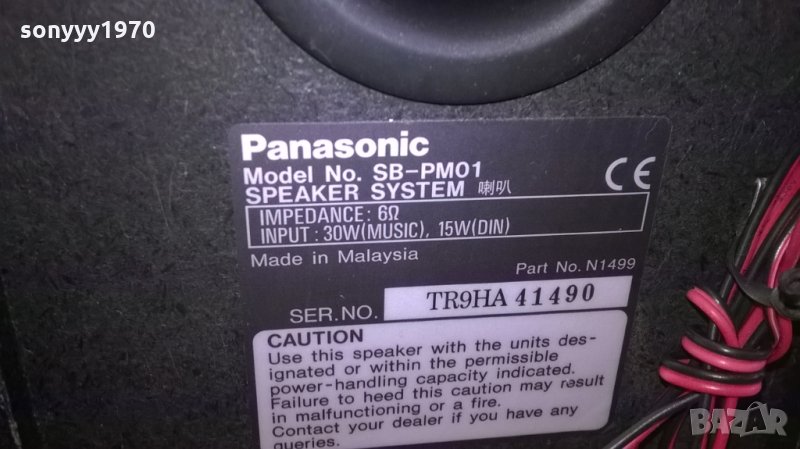 sonyyy1970
Panasonic
Model No. SB-PM01
SPEAKER SYSTEM 喇叭
CE
IMPEDANCE: 6Ω
INPUT : 30W(MUSIC), 15W(DIN)
Made in Malaysia
Part No. N1499
SER.NO. TR9HA 41490
CAUTION
Use this speaker with the units des-
ignated or within the permissible
power-handling capacity indicated.
Failure to heed this caution may result
in malfunctioning or a fire.
Contact your dealer if you have any
queries.
BAZAR